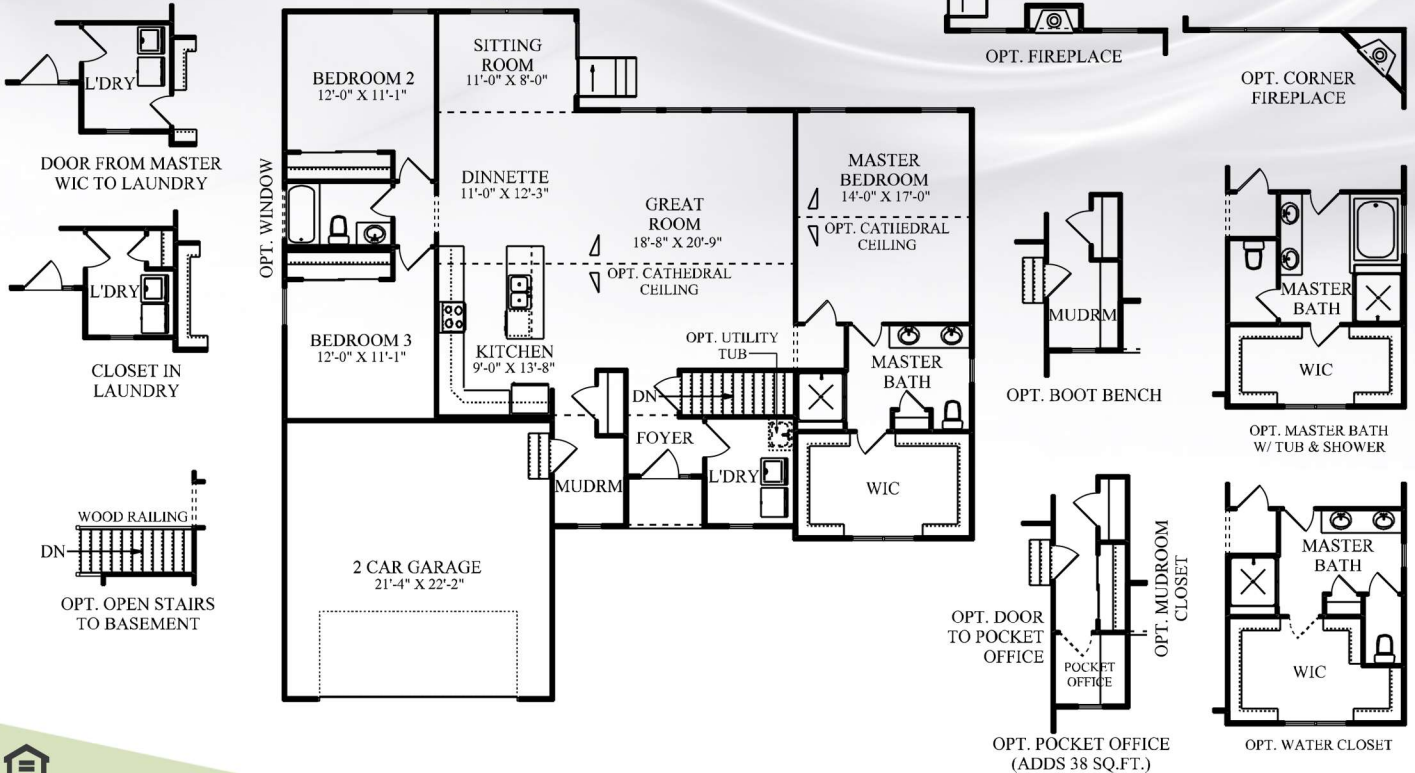 L'DRY
DOOR FROM MASTER
WIC TO LAUNDRY
L'DRY
CLOSET IN
LAUNDRY
WOOD RAILING
DN
OPT. OPEN STAIRS
TO BASEMENT
BEDROOM 2
12'-0" X 11'-1"
SITTING
ROOM
11'-0" X 8'-0"
OPT. WINDOW
DINNETTE
11'-0" X 12'-3"
GREAT
ROOM
18'-8" X 20'-9"
OPT. CATHEDRAL
CEILING
MASTER
BEDROOM
14'-0" X 17'-0"
OPT. CATHEDRAL
CEILING
BEDROOM 3
12'-0" X 11'-1"
KITCHEN
9'-0" X 13'-8"
OPT. UTILITY
TUB
DN
MASTER
BATH
FOYER
MUDRM
L'DRY
WIC
2 CAR GARAGE
21'-4" X 22'-2"
OPT. FIREPLACE
OPT. CORNER
FIREPLACE
MUDRM
OPT. BOOT BENCH
MASTER
BATH
WIC
OPT. MASTER BATH
W/ TUB & SHOWER
OPT. DOOR
TO POCKET
OFFICE
OPT. MUDROOM
CLOSET
POCKET
OFFICE
OPT. POCKET OFFICE
(ADDS 38 SQ.FT.)
MASTER
BATH
WIC
OPT. WATER CLOSET